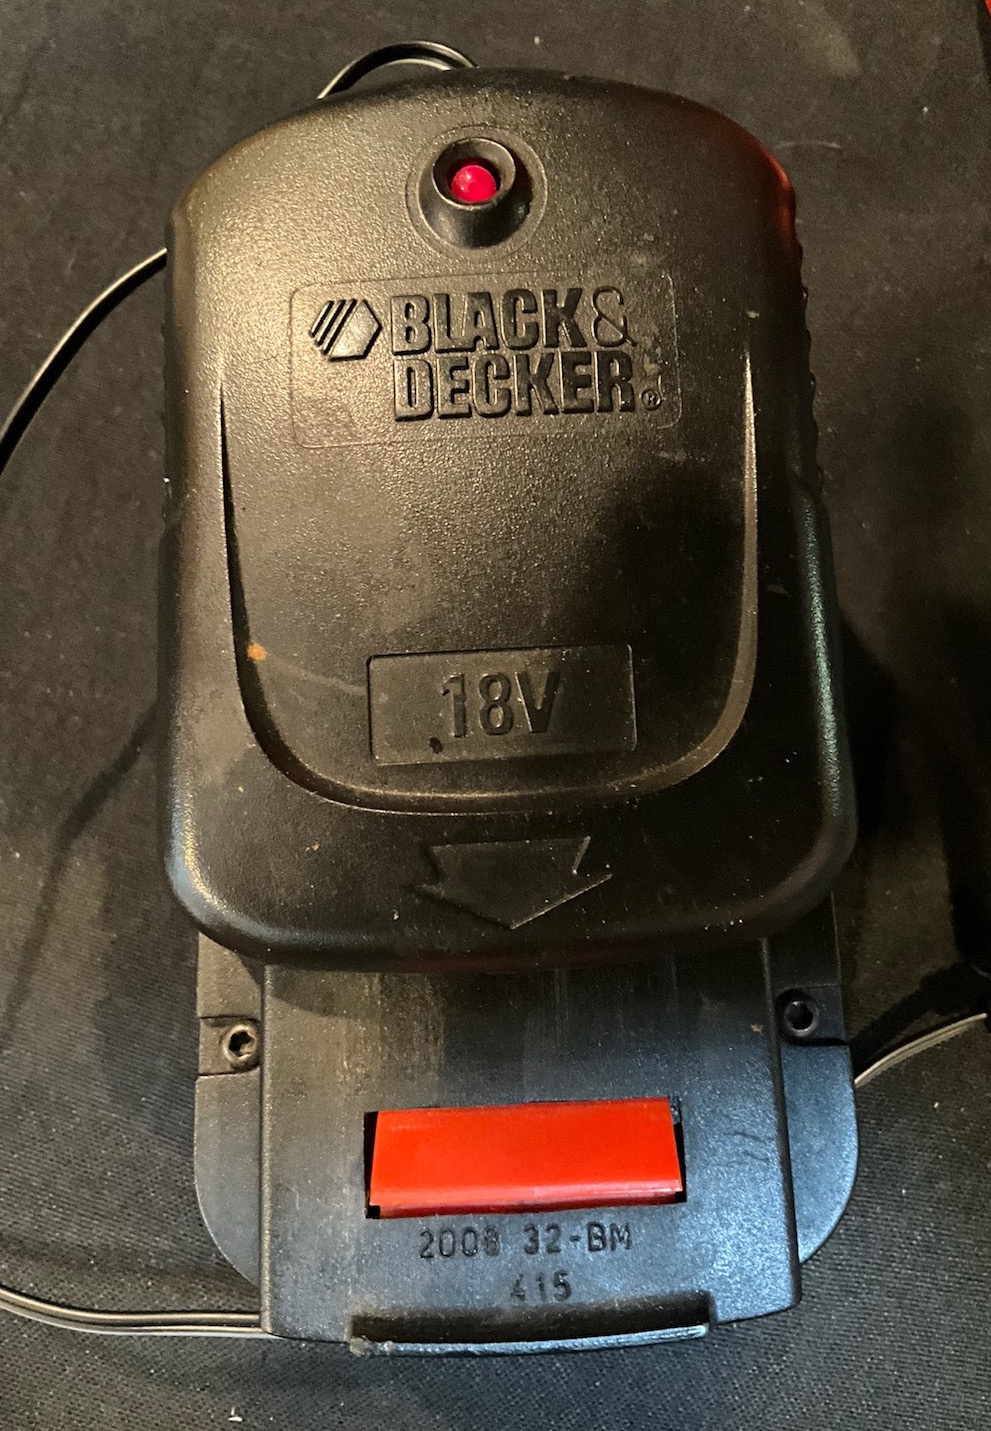 BLACK&
DECKER®
18V
2008 32-BM
415